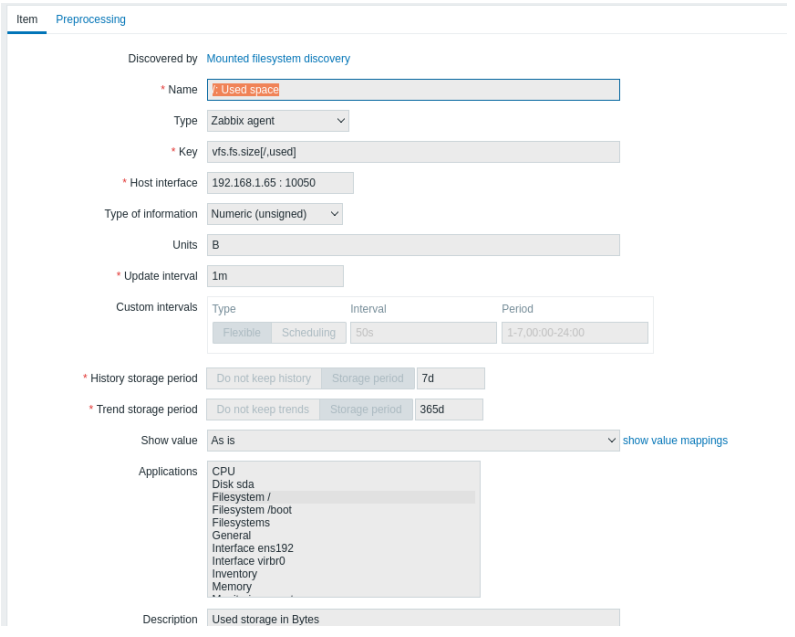 Item Preprocessing
Discovered by Mounted filesystem discovery
* Name /: Used space
Type Zabbix agent
* Key vfs.fs.size[/,used]
* Host interface 192.168.1.65 : 10050
Type of information Numeric (unsigned)
Units B
* Update interval 1m
Custom intervals Type Interval Period
Flexible Scheduling 50s 1-7,00:00-24:00
* History storage period Do not keep history Storage period 7d
* Trend storage period Do not keep trends Storage period 365d
Show value As is show value mappings
Applications CPU
Disk sda
Filesystem /
Filesystem /boot
Filesystems
General
Interface ens192
Interface virbr0
Inventory
Memory
Description Used storage in Bytes